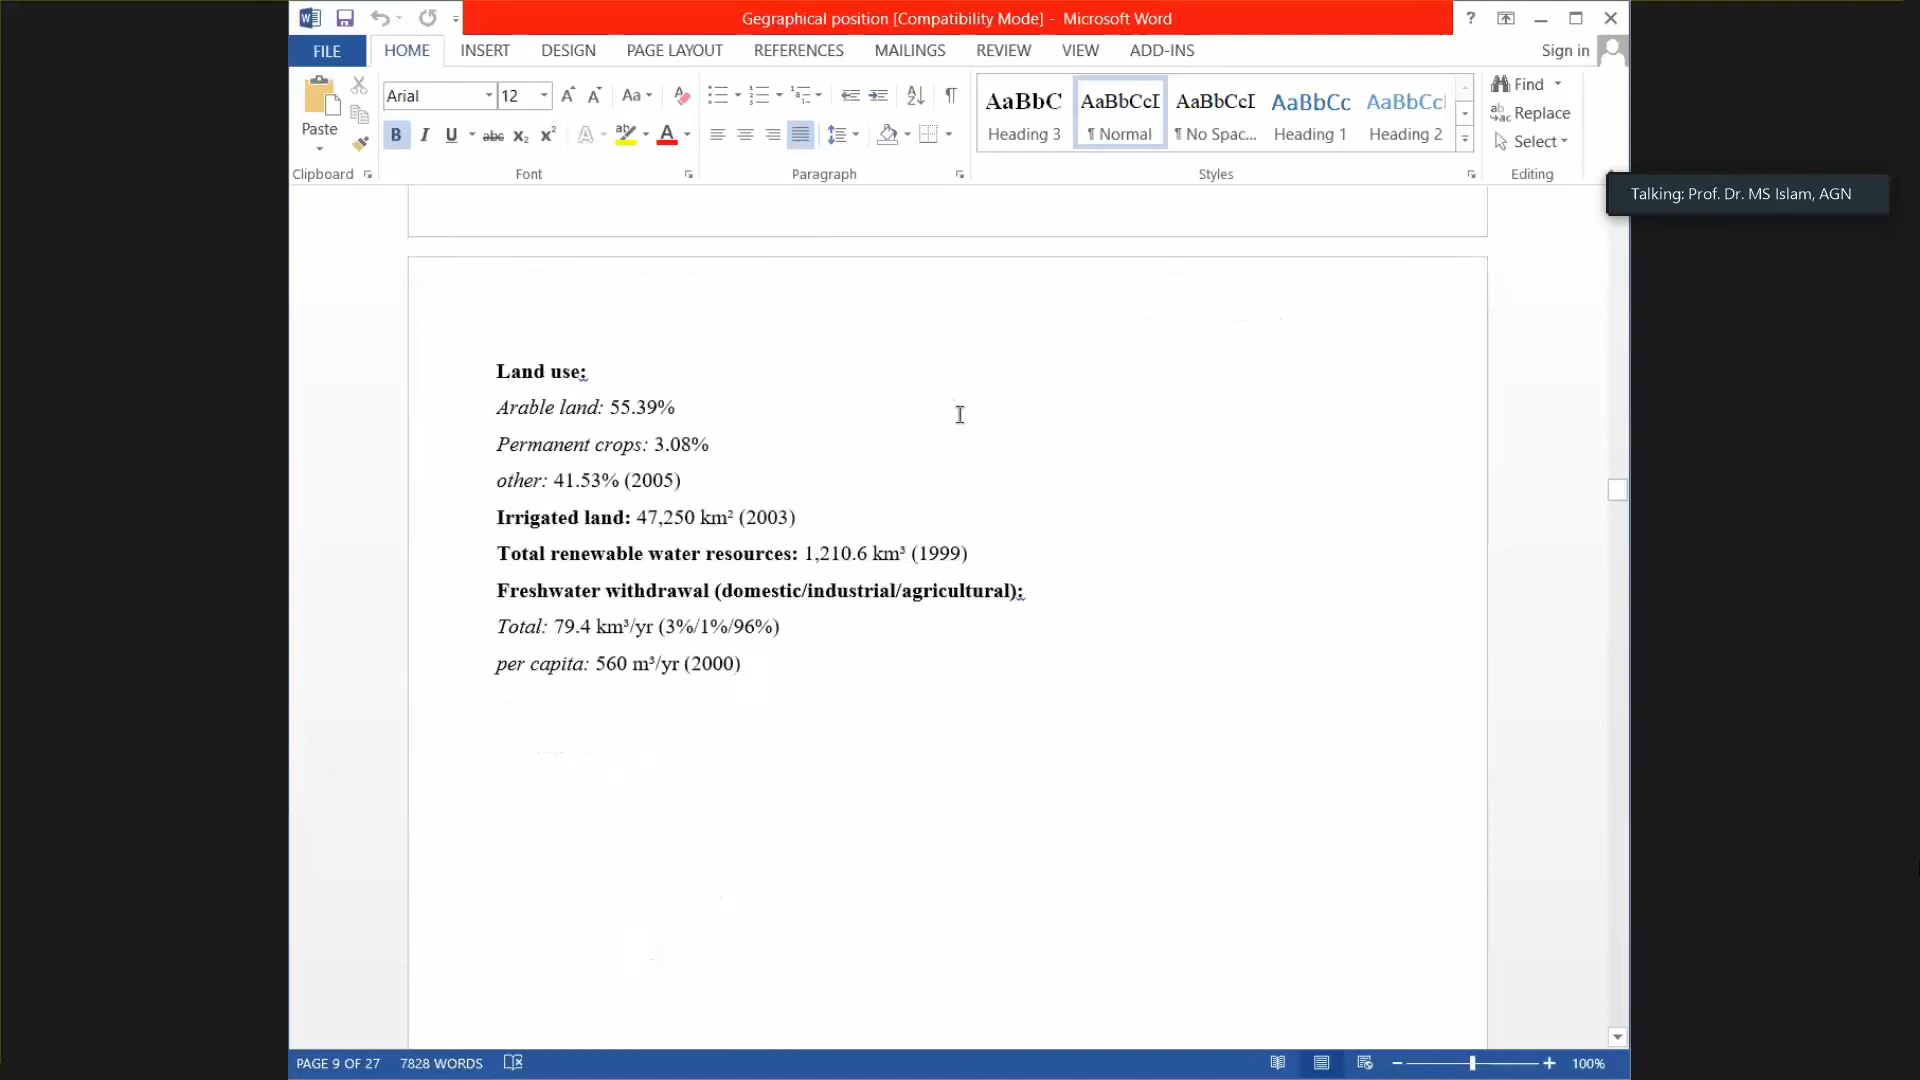 Gegraphical position [Compatibility Mode] - Microsoft Word
FILE HOME INSERT DESIGN PAGE LAYOUT REFERENCES MAILINGS REVIEW VIEW ADD-INS Sign in
Arial 12 Aa
AaBbC AaBbCcI AaBbCcI AaBbCc AaBbCcI
Find
Replace
Select
Paste
B I U abc X₂ X² A A
Heading 3 ¶ Normal ¶ No Spac... Heading 1 Heading 2
Clipboard Font Paragraph Styles Editing
Talking: Prof. Dr. MS Islam, AGN
Land use:
Arable land: 55.39%
Permanent crops: 3.08%
other: 41.53% (2005)
Irrigated land: 47,250 km² (2003)
Total renewable water resources: 1,210.6 km³ (1999)
Freshwater withdrawal (domestic/industrial/agricultural):
Total: 79.4 km³/yr (3%/1%/96%)
per capita: 560 m³/yr (2000)
PAGE 9 OF 27 7828 WORDS 100%